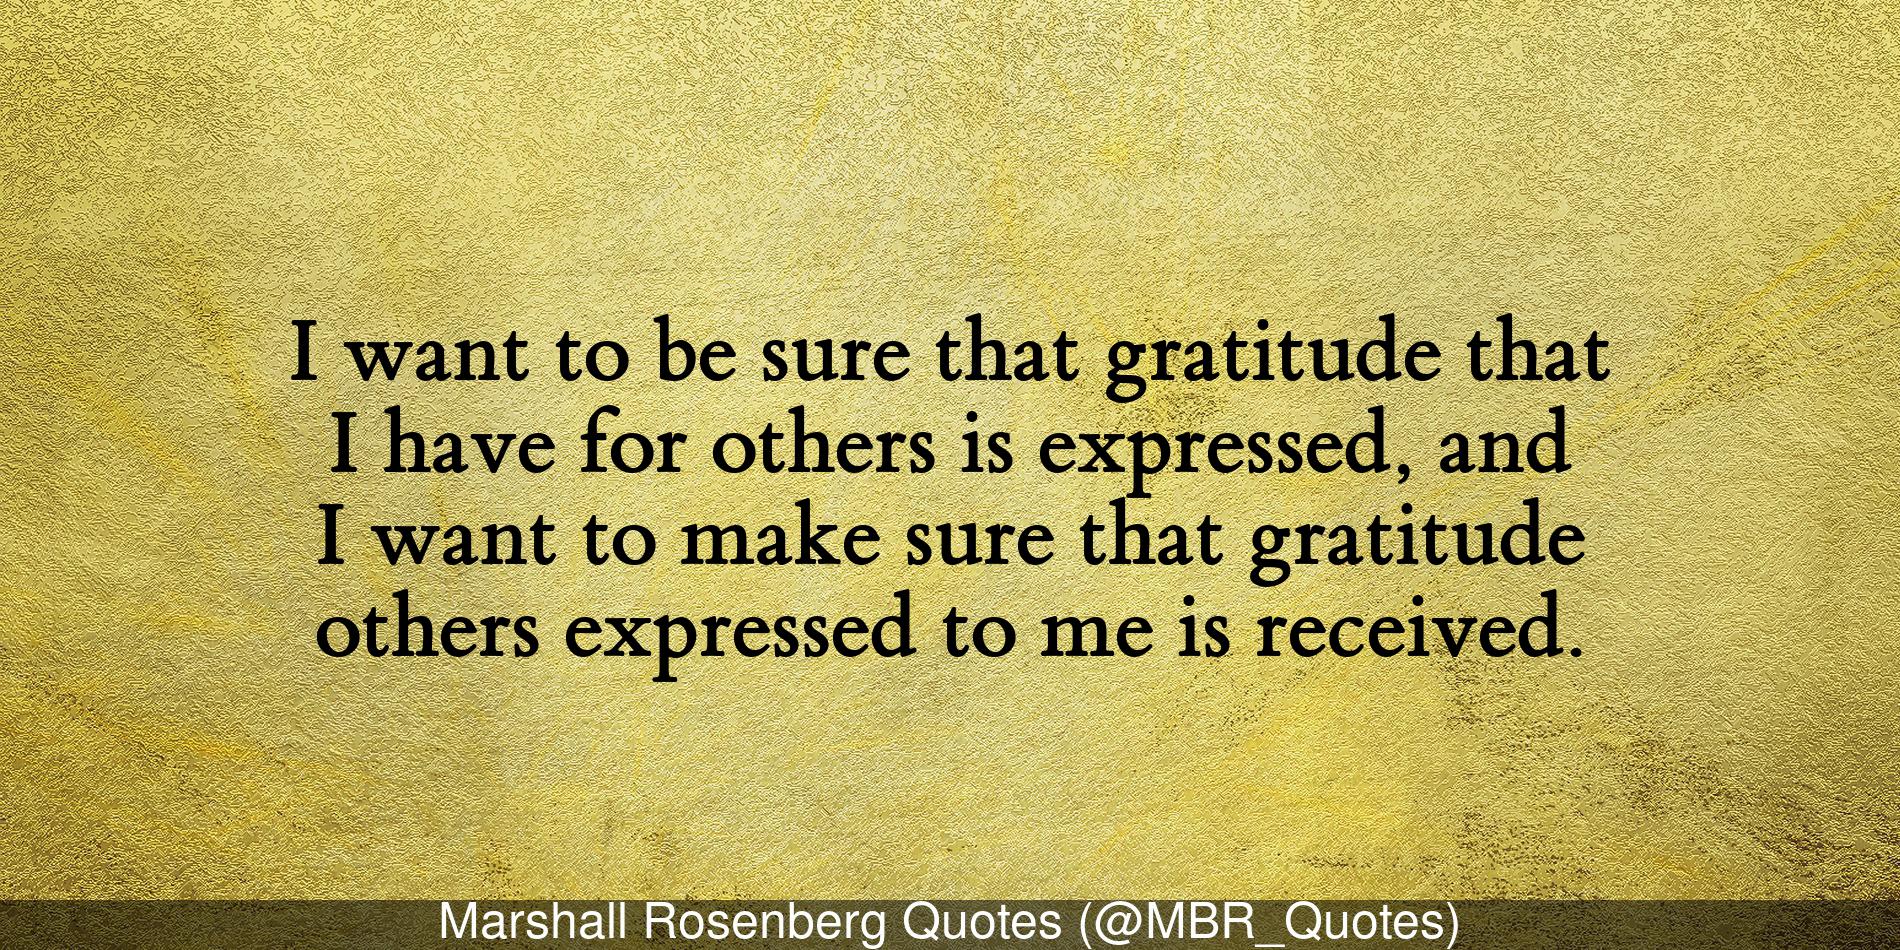 I want to be sure that gratitude that
I have for others is expressed, and
I want to make sure that gratitude
others expressed to me is received.
Marshall Rosenberg Quotes (@MBR_Quotes)